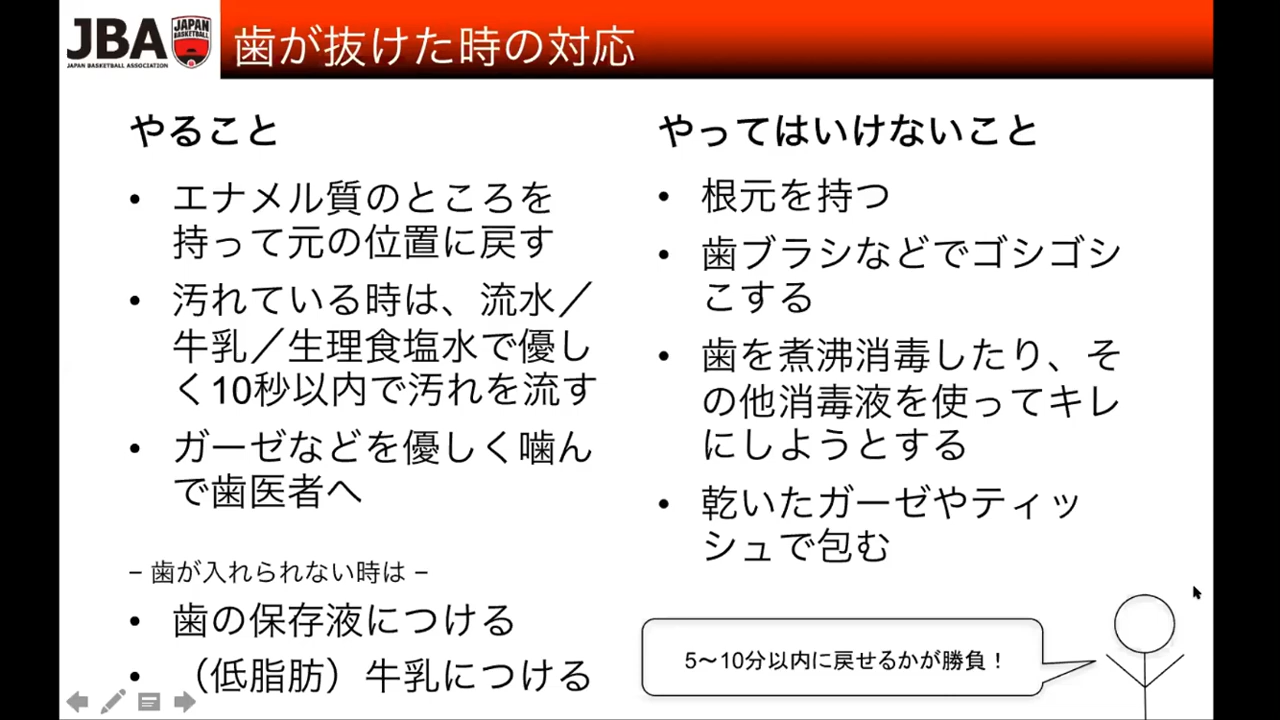 JBA
JAPAN BASKETBALL ASSOCIATION
JAPAN
BASKETBALL
歯が抜けた時の対応
やること
• エナメル質のところを
持って元の位置に戻す
• 汚れている時は、流水／
牛乳／生理食塩水で優し
く10秒以内で汚れを流す
• ガーゼなどを優しく噛ん
で歯医者へ
– 歯が入れられない時は –
• 歯の保存液につける
• （低脂肪）牛乳につける
やってはいけないこと
• 根元を持つ
• 歯ブラシなどでゴシゴシ
こする
• 歯を煮沸消毒したり、そ
の他消毒液を使ってキレ
にしようとする
• 乾いたガーゼやティッ
シュで包む
5〜10分以内に戻せるかが勝負！